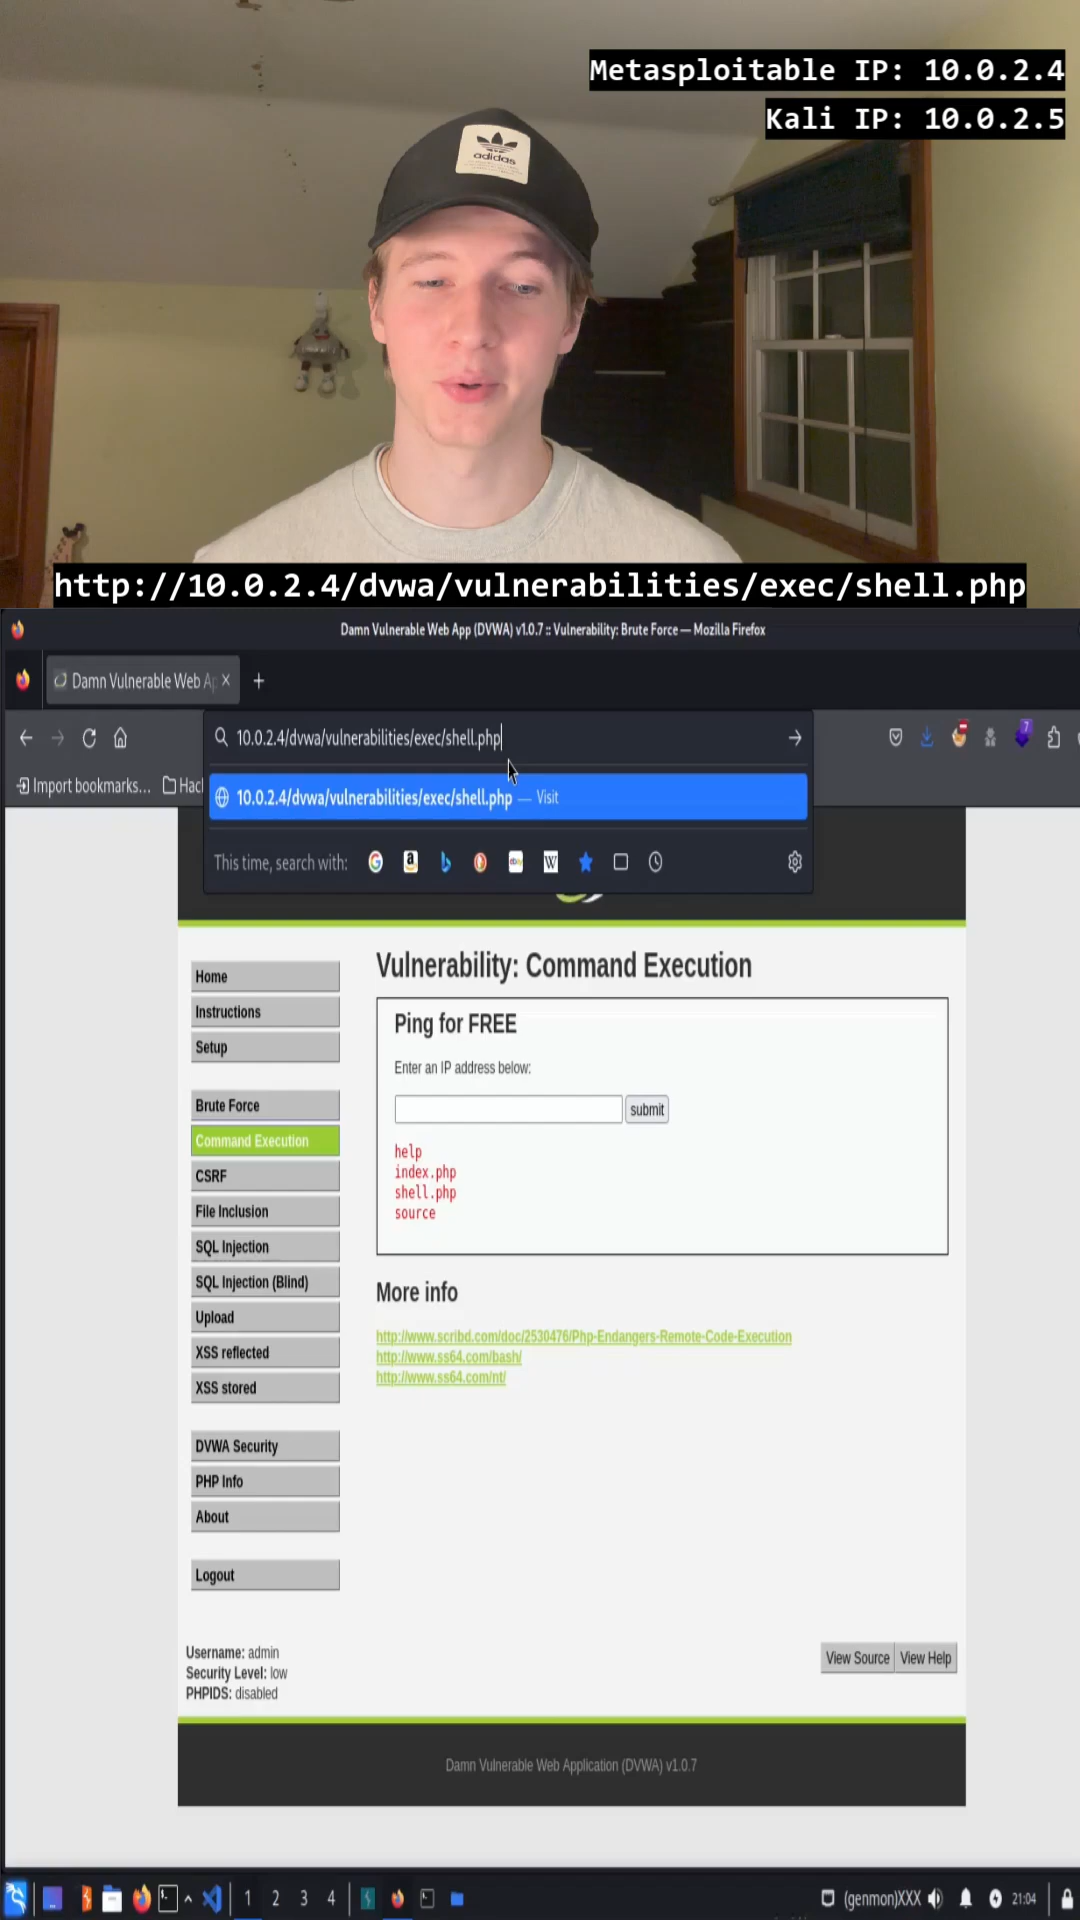 Metasploitable IP: 10.0.2.4
Kali IP: 10.0.2.5
adidas
http://10.0.2.4/dvwa/vulnerabilities/exec/shell.php
Damn Vulnerable Web App (DVWA) v1.0.7 :: Vulnerability: Brute Force — Mozilla Firefox
Damn Vulnerable Web Ap
10.0.2.4/dvwa/vulnerabilities/exec/shell.php
7
Import bookmarks...
Hac
10.0.2.4/dvwa/vulnerabilities/exec/shell.php — Visit
This time, search with:
Vulnerability: Command Execution
Ping for FREE
Enter an IP address below:
submit
help
index.php
shell.php
source
More info
http://www.scribd.com/doc/2530476/Php-Endangers-Remote-Code-Execution
http://www.ss64.com/bash/
http://www.ss64.com/nt/
Home
Instructions
Setup
Brute Force
Command Execution
CSRF
File Inclusion
SQL Injection
SQL Injection (Blind)
Upload
XSS reflected
XSS stored
DVWA Security
PHP Info
About
Logout
Username: admin
Security Level: low
PHPIDS: disabled
View Source
View Help
Damn Vulnerable Web Application (DVWA) v1.0.7
1 2 3 4
(genmon)XXX
21:04